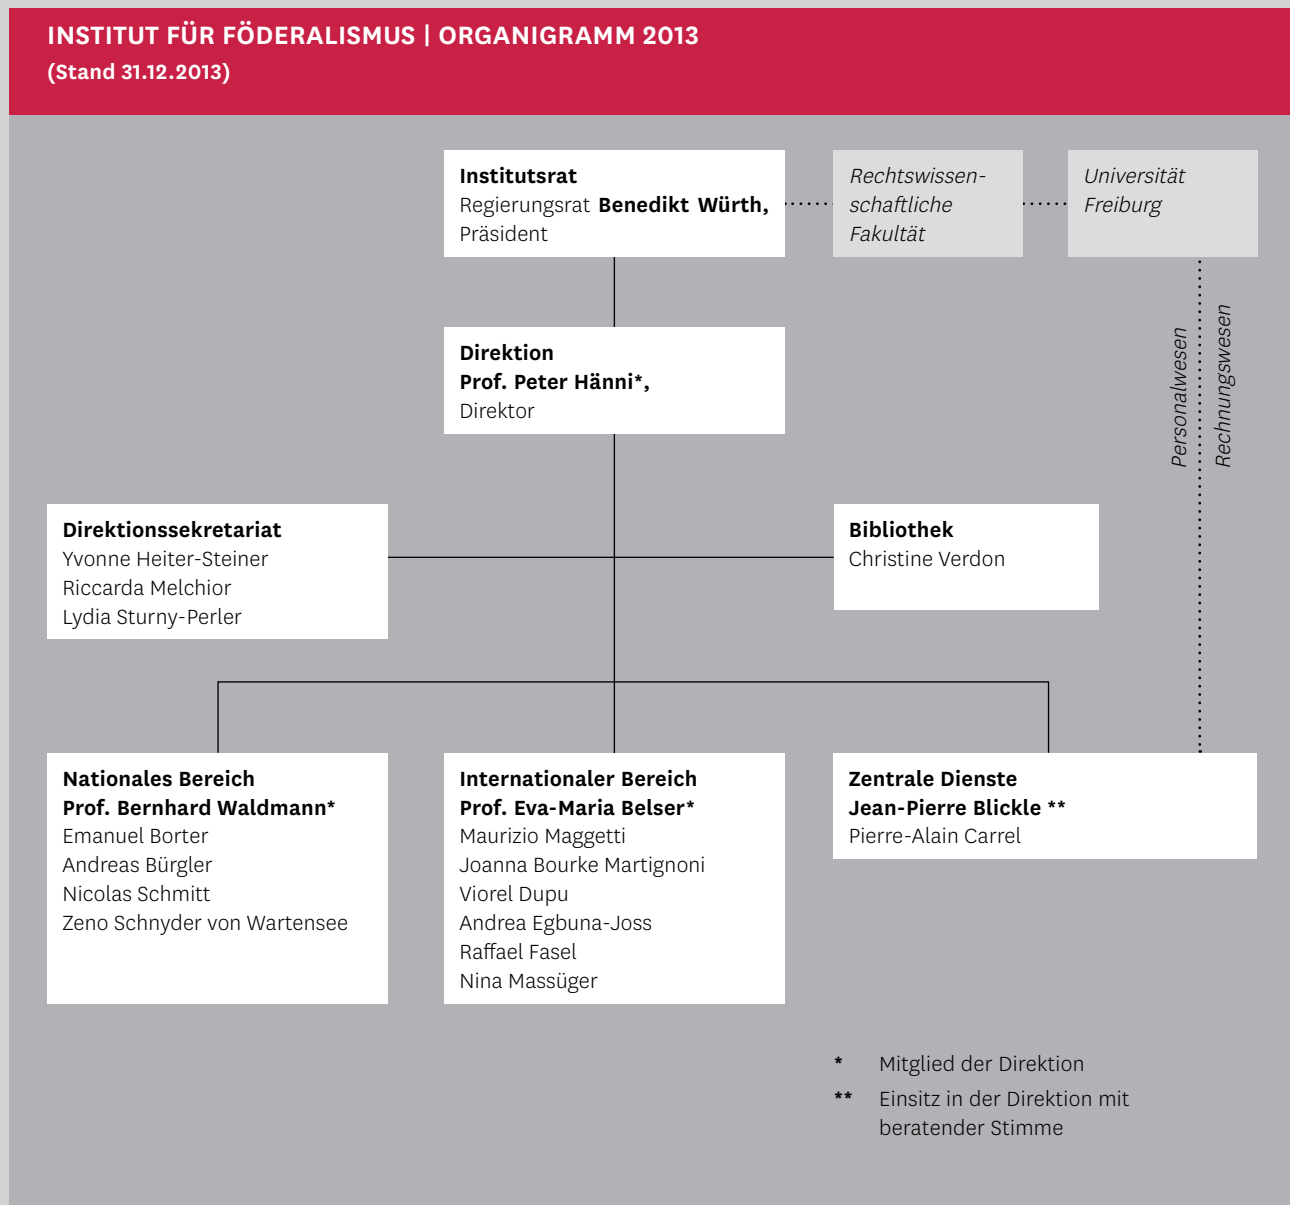 INSTITUT FÜR FÖDERALISMUS | ORGANIGRAMM 2013
(Stand 31.12.2013)
Institutsrat
Regierungsrat Benedikt Würth,
Präsident
Rechtswissen-
schaftliche
Fakultät
Universität
Freiburg
Direktion
Prof. Peter Hänni*,
Direktor
Personalwesen
Rechnungswesen
Direktionssekretariat
Yvonne Heiter-Steiner
Riccarda Melchior
Lydia Sturny-Perler
Bibliothek
Christine Verdon
Nationales Bereich
Prof. Bernhard Waldmann*
Emanuel Borter
Andreas Bürgler
Nicolas Schmitt
Zeno Schnyder von Wartensee
Internationaler Bereich
Prof. Eva-Maria Belser*
Maurizio Maggetti
Joanna Bourke Martignoni
Viorel Dupu
Andrea Egbuna-Joss
Raffael Fasel
Nina Massüger
Zentrale Dienste
Jean-Pierre Blickle **
Pierre-Alain Carrel
* Mitglied der Direktion
** Einsitz in der Direktion mit
beratender Stimme